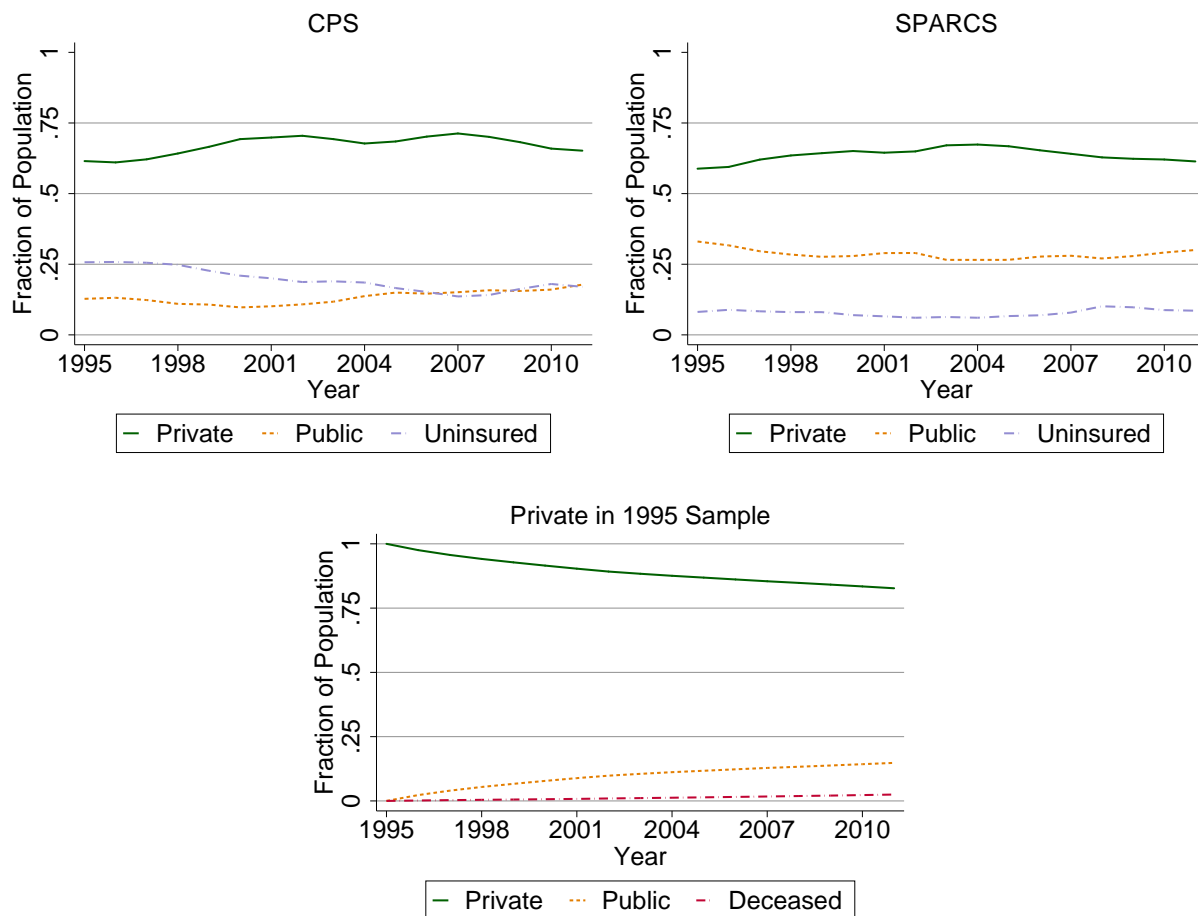 CPS
Fraction of Population
0 .25 .5 .75 1
1995 1998 2001 2004 2007 2010
Year
Private Public Uninsured
SPARCS
Fraction of Population
0 .25 .5 .75 1
1995 1998 2001 2004 2007 2010
Year
Private Public Uninsured
Private in 1995 Sample
Fraction of Population
0 .25 .5 .75 1
1995 1998 2001 2004 2007 2010
Year
Private Public Deceased